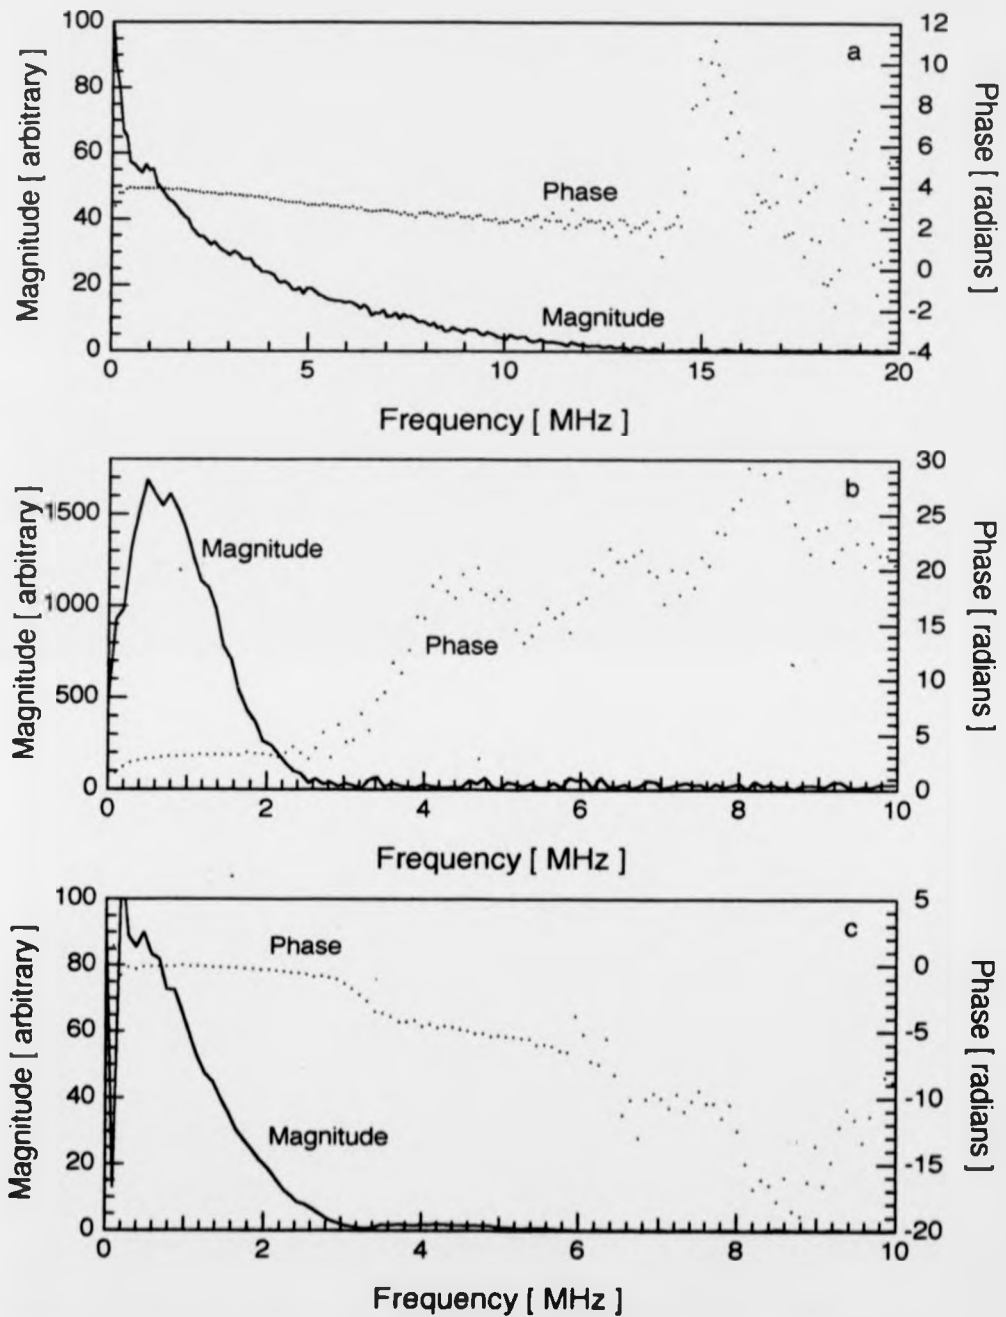 a
Magnitude [ arbitrary ]
100
80
60
40
20
0
Phase
Magnitude
12
10
8
6
4
2
0
-2
-4
Phase [ radians ]
0 5 10 15 20
Frequency [ MHz ]
b
Magnitude [ arbitrary ]
1500
1000
500
0
Magnitude
Phase
30
25
20
15
10
5
0
Phase [ radians ]
0 2 4 6 8 10
Frequency [ MHz ]
c
Magnitude [ arbitrary ]
100
80
60
40
20
0
Phase
Magnitude
5
0
-5
-10
-15
-20
Phase [ radians ]
0 2 4 6 8 10
Frequency [ MHz ]